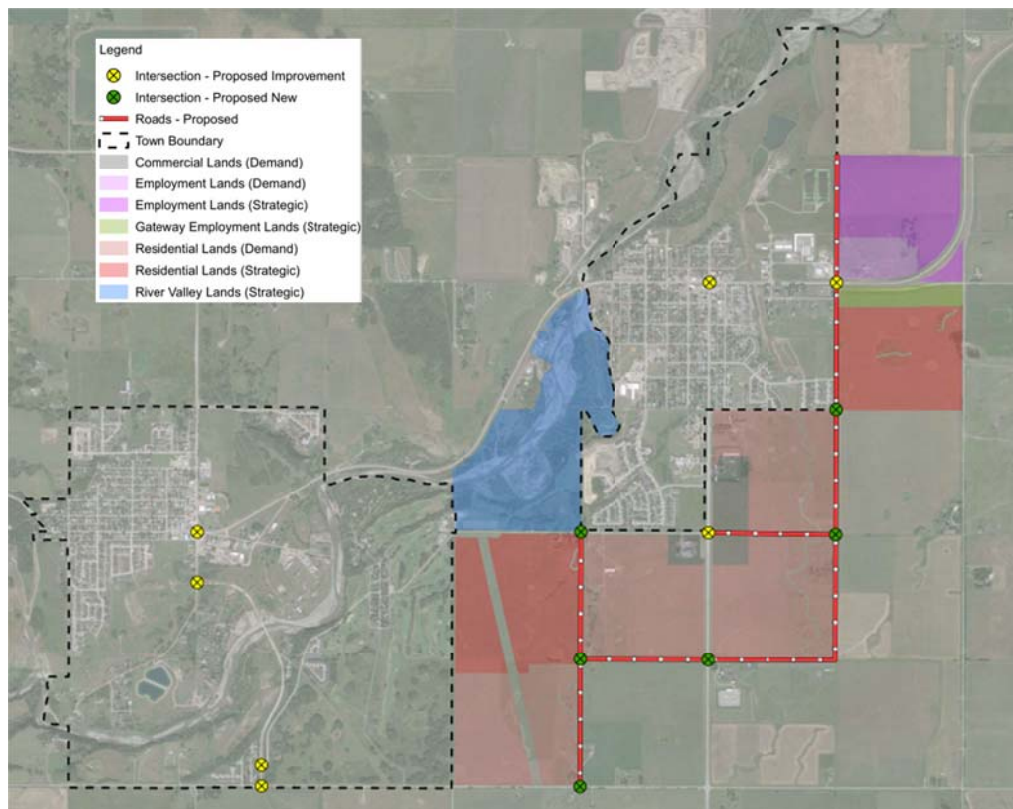 Legend
Intersection - Proposed Improvement
Intersection - Proposed New
Roads - Proposed
Town Boundary
Commercial Lands (Demand)
Employment Lands (Demand)
Employment Lands (Strategic)
Gateway Employment Lands (Strategic)
Residential Lands (Demand)
Residential Lands (Strategic)
River Valley Lands (Strategic)